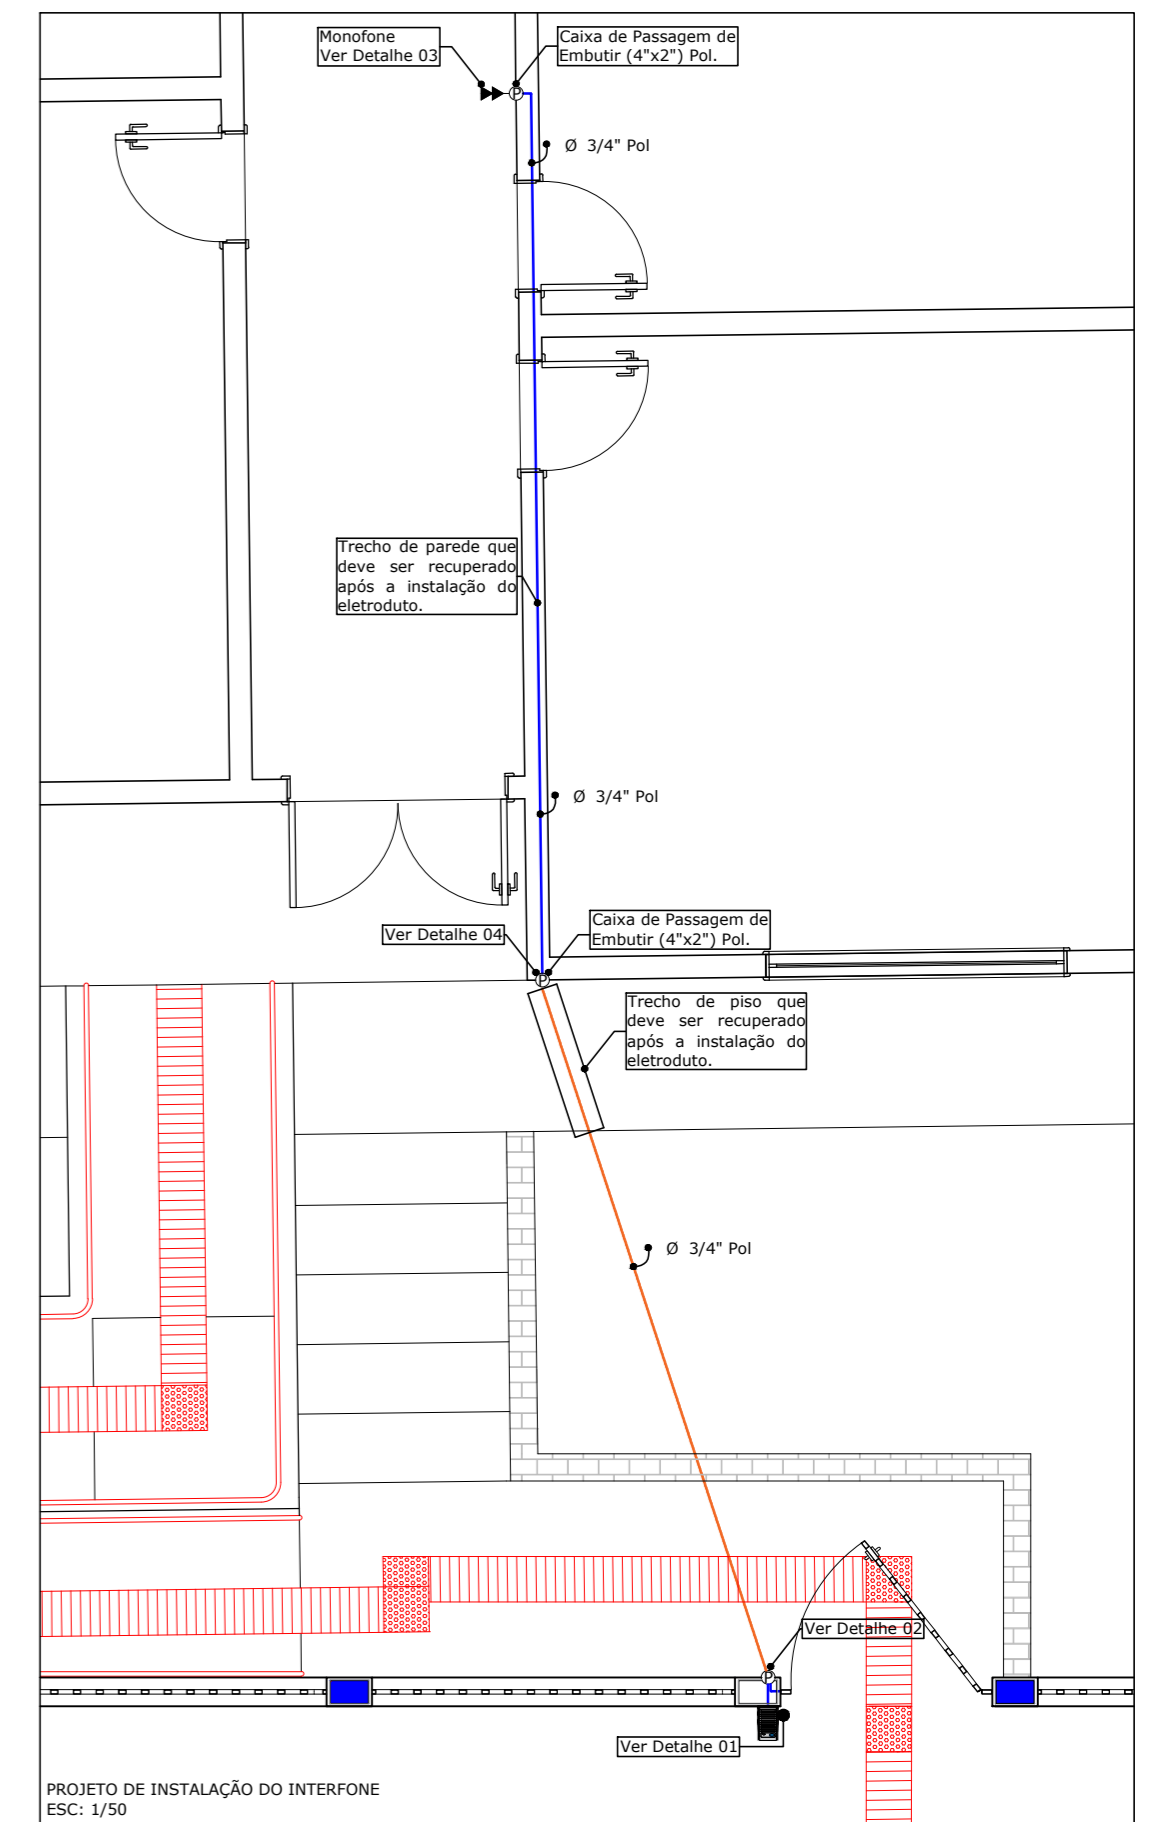 Monofone
Ver Detalhe 03
Caixa de Passagem de
Embutir (4"x2") Pol.
P
Ø 3/4" Pol
Trecho de parede que
deve ser recuperado
após a instalação do
eletroduto.
Ø 3/4" Pol
Ver Detalhe 04
Caixa de Passagem de
Embutir (4"x2") Pol.
P
Trecho de piso que
deve ser recuperado
após a instalação do
eletroduto.
Ø 3/4" Pol
Ver Detalhe 02
P
Ver Detalhe 01
PROJETO DE INSTALAÇÃO DO INTERFONE
ESC: 1/50